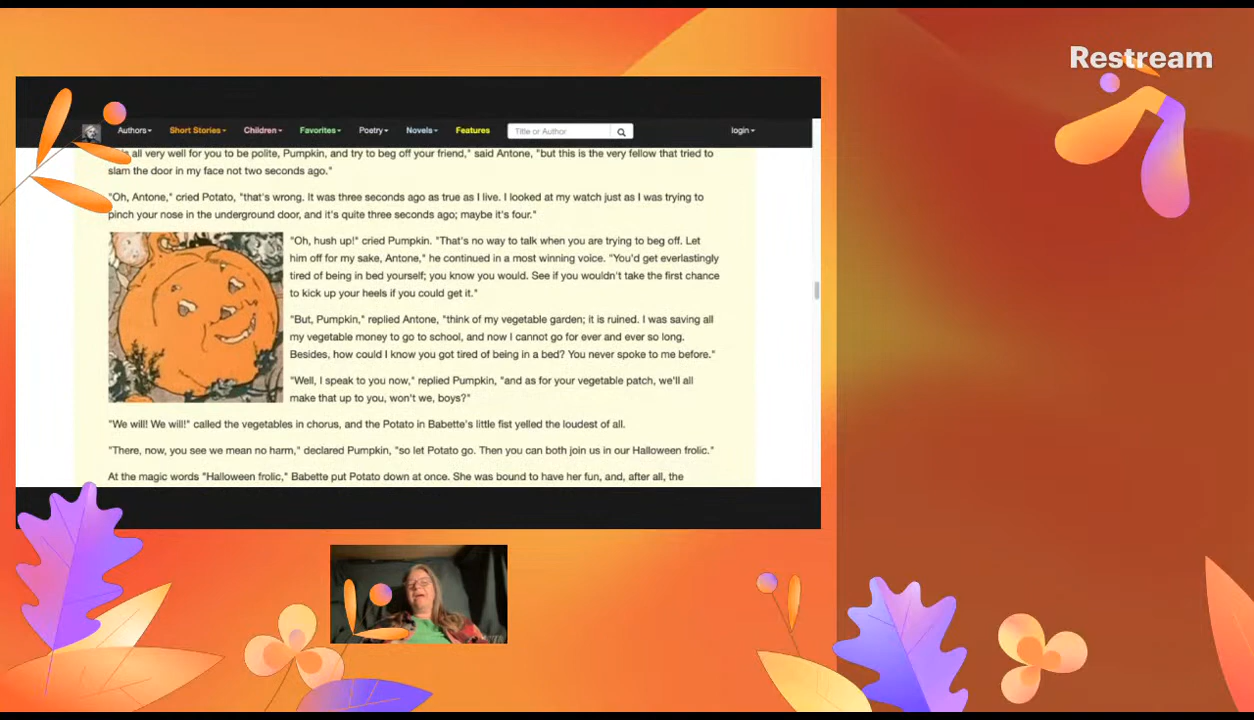 Restream
Authors Short Stories Children Favorites Poetry Novels Features Title or Author login
all very well for you to be polite, Pumpkin, and try to beg off your friend," said Antone, "but this is the very fellow that tried to
slam the door in my face not two seconds ago."
"Oh, Antone," cried Potato, "that's wrong. It was three seconds ago as true as I live. I looked at my watch just as I was trying to
pinch your nose in the underground door, and it's quite three seconds ago; maybe it's four."
"Oh, hush up!" cried Pumpkin. "That's no way to talk when you are trying to beg off. Let
him off for my sake, Antone," he continued in a most winning voice. "You'd get everlastingly
tired of being in bed yourself; you know you would. See if you wouldn't take the first chance
to kick up your heels if you could get it."
"But, Pumpkin," replied Antone, "think of my vegetable garden; it is ruined. I was saving all
my vegetable money to go to school, and now I cannot go for ever and ever so long.
Besides, how could I know you got tired of being in a bed? You never spoke to me before."
"Well, I speak to you now," replied Pumpkin, "and as for your vegetable patch, we'll all
make that up to you, won't we, boys?"
"We will! We will!" called the vegetables in chorus, and the Potato in Babette's little fist yelled the loudest of all.
"There, now, you see we mean no harm," declared Pumpkin, "so let Potato go. Then you can both join us in our Halloween frolic."
At the magic words "Halloween frolic," Babette put Potato down at once. She was bound to have her fun, and, after all, the